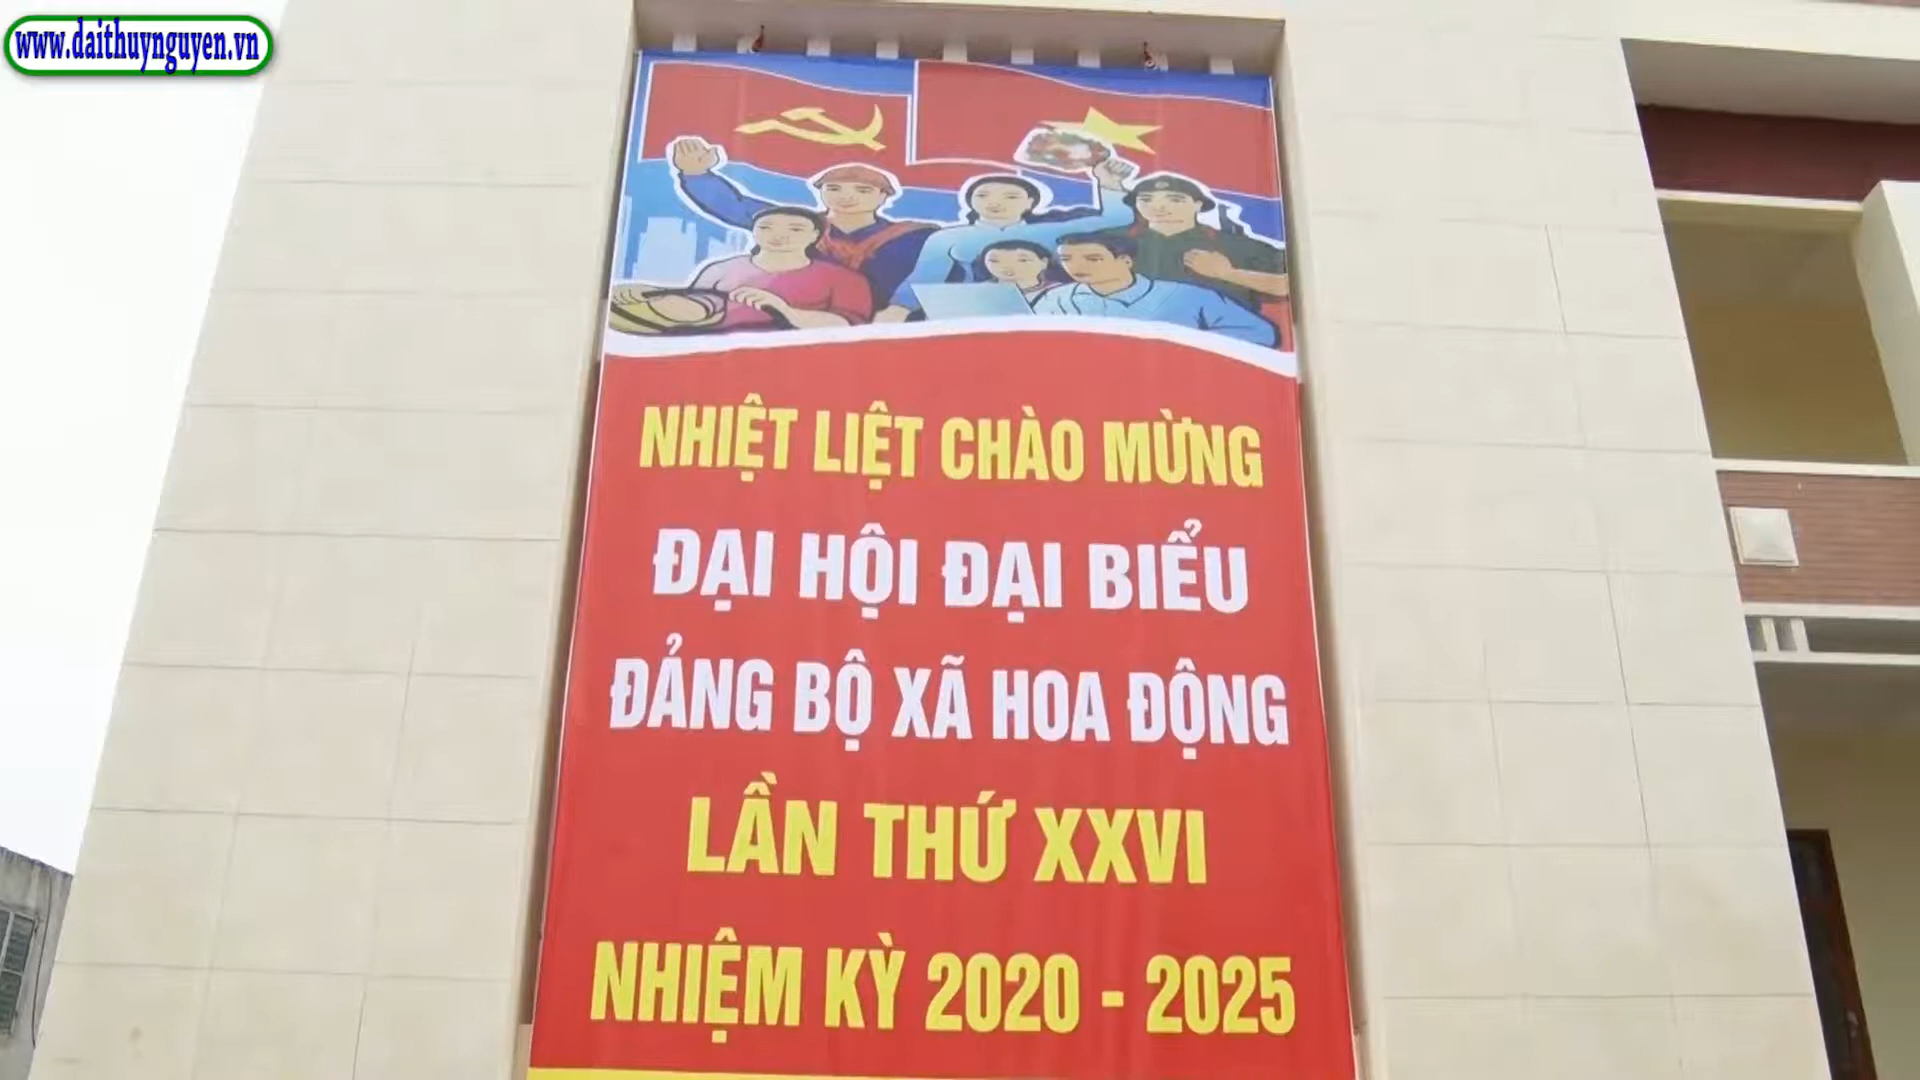 www.daithuynguyen.vn
NHIỆT LIỆT CHÀO MỪNG
ĐẠI HỘI ĐẠI BIỂU
ĐẢNG BỘ XÃ HOA ĐỘNG
LẦN THỨ XXVI
NHIỆM KỲ 2020 - 2025